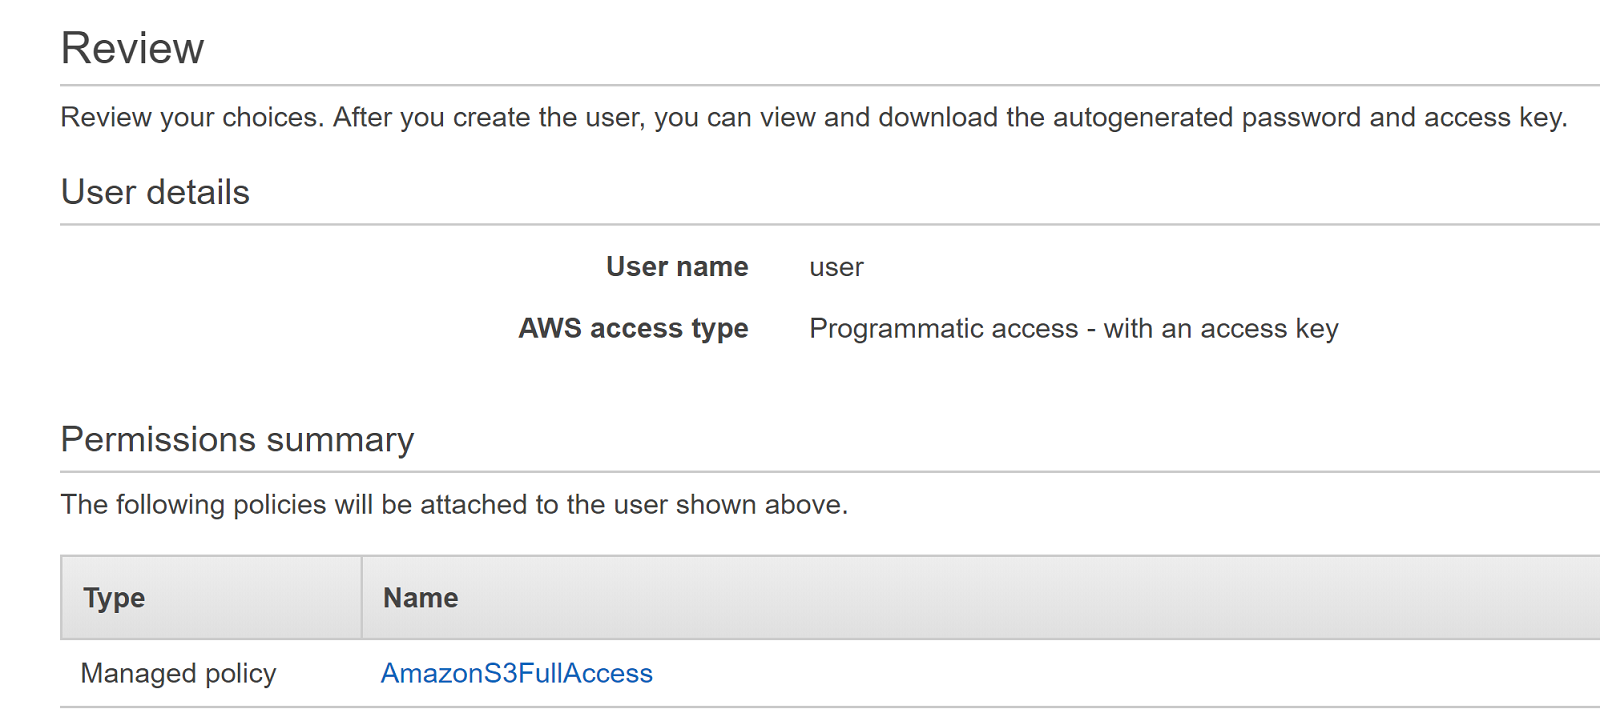 Review
Review your choices. After you create the user, you can view and download the autogenerated password and access key.
User details
User name user
AWS access type Programmatic access - with an access key
Permissions summary
The following policies will be attached to the user shown above.
Type Name
Managed policy AmazonS3FullAccess